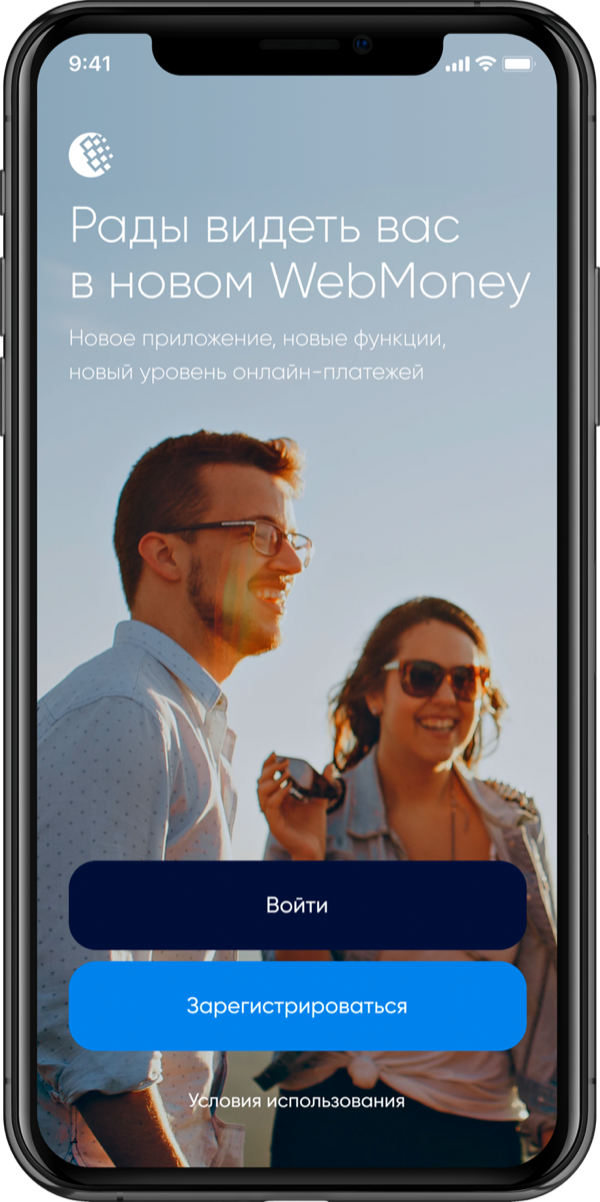 9:41
Рады видеть вас
в новом WebMoney
Новое приложение, новые функции,
новый уровень онлайн-платежей
Войти
Зарегистрироваться
Условия использования